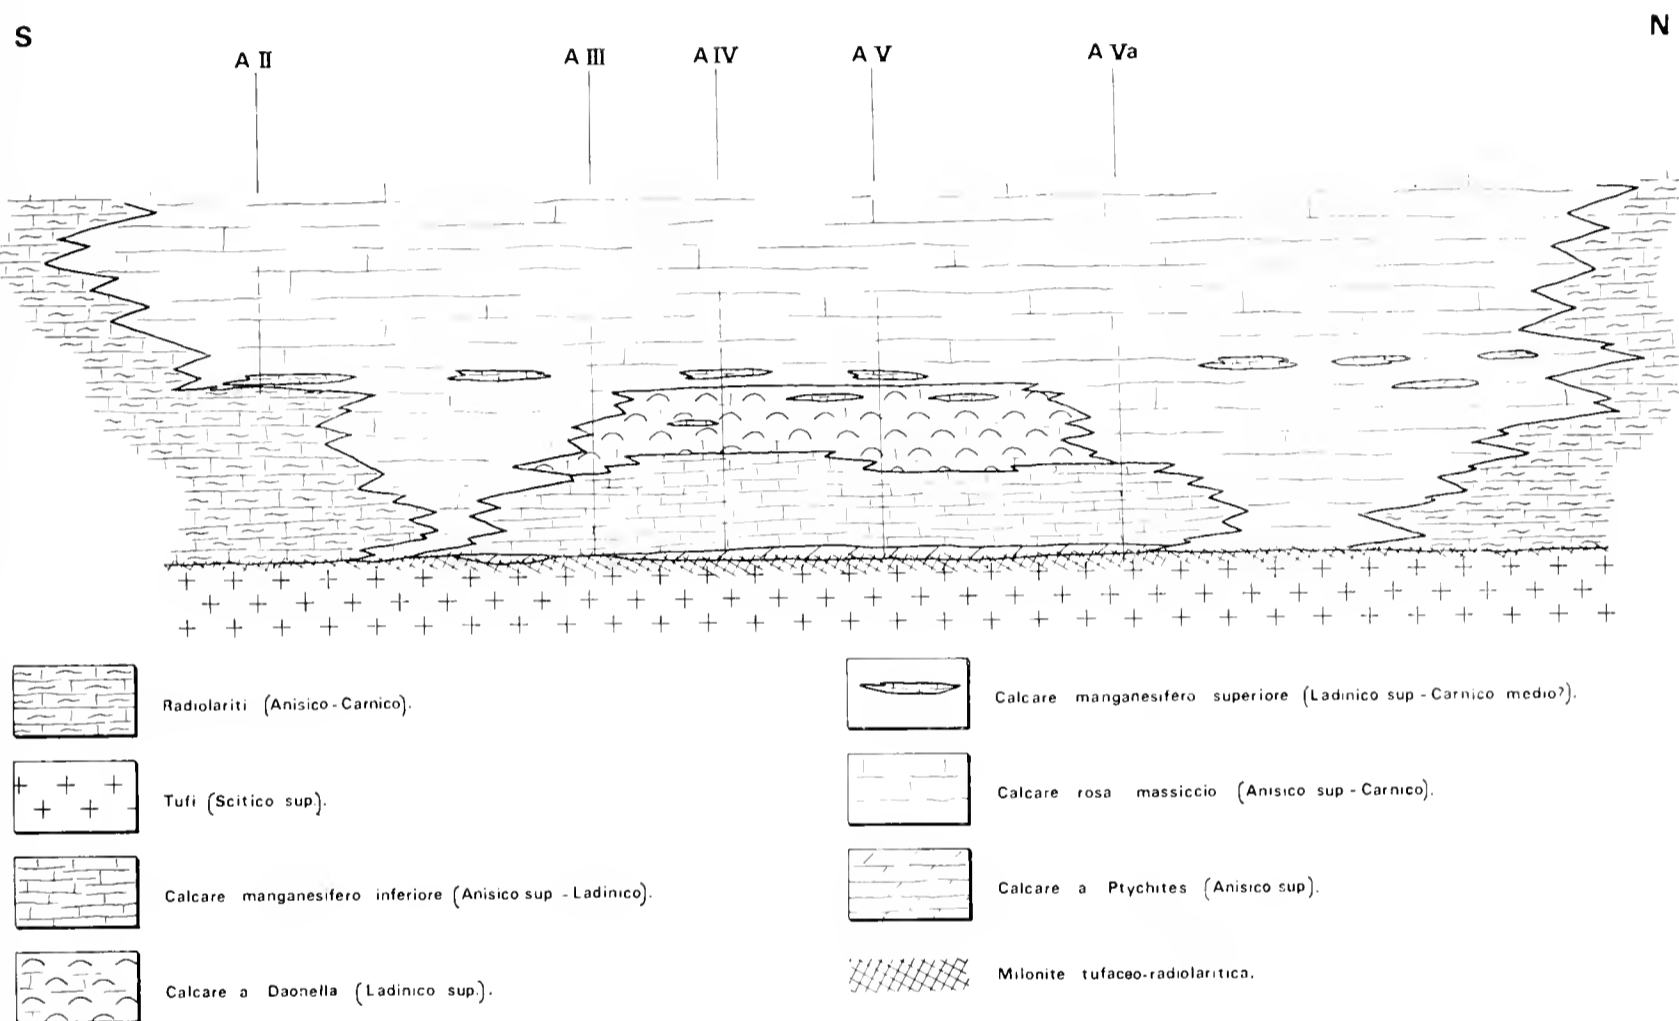 S
N
A II
A III
A IV
A V
A Va
Radiolariti (Anisico - Carnico).
Tufi (Scitico sup.).
Calcare manganesifero inferiore (Anisico sup - Ladinico).
Calcare a Daonella (Ladinico sup.).
Calcare manganesifero superiore (Ladinico sup - Carnico medio?).
Calcare rosa massiccio (Anisico sup - Carnico).
Calcare a Ptychites (Anisico sup).
Milonite tufaceo-radiolaritica.